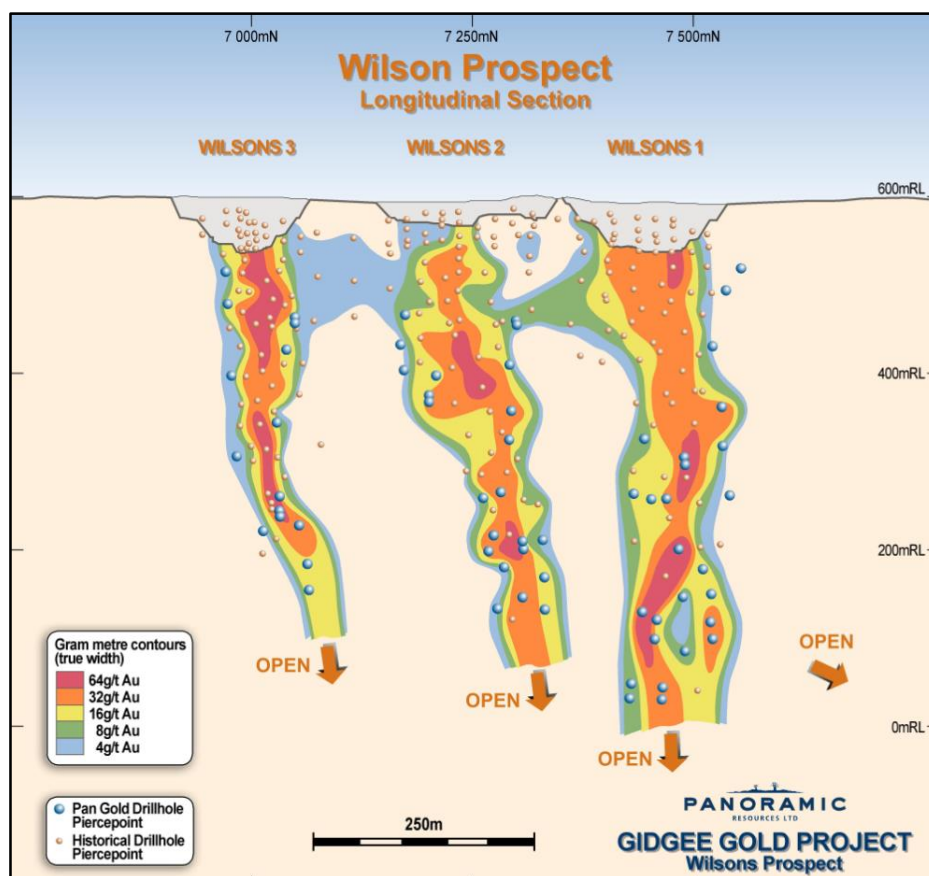 7 000mN
7 250mN
7 500mN
Wilson Prospect
Longitudinal Section
WILSONS 3
WILSONS 2
WILSONS 1
600mRL
400mRL
200mRL
0mRL
Gram metre contours
(true width)
64g/t Au
32g/t Au
16g/t Au
8g/t Au
4g/t Au
OPEN
OPEN
OPEN
OPEN
Pan Gold Drillhole
Piercepoint
Historical Drillhole
Piercepoint
250m
PANORAMIC
RESOURCES LTD
GIDGEE GOLD PROJECT
Wilsons Prospect